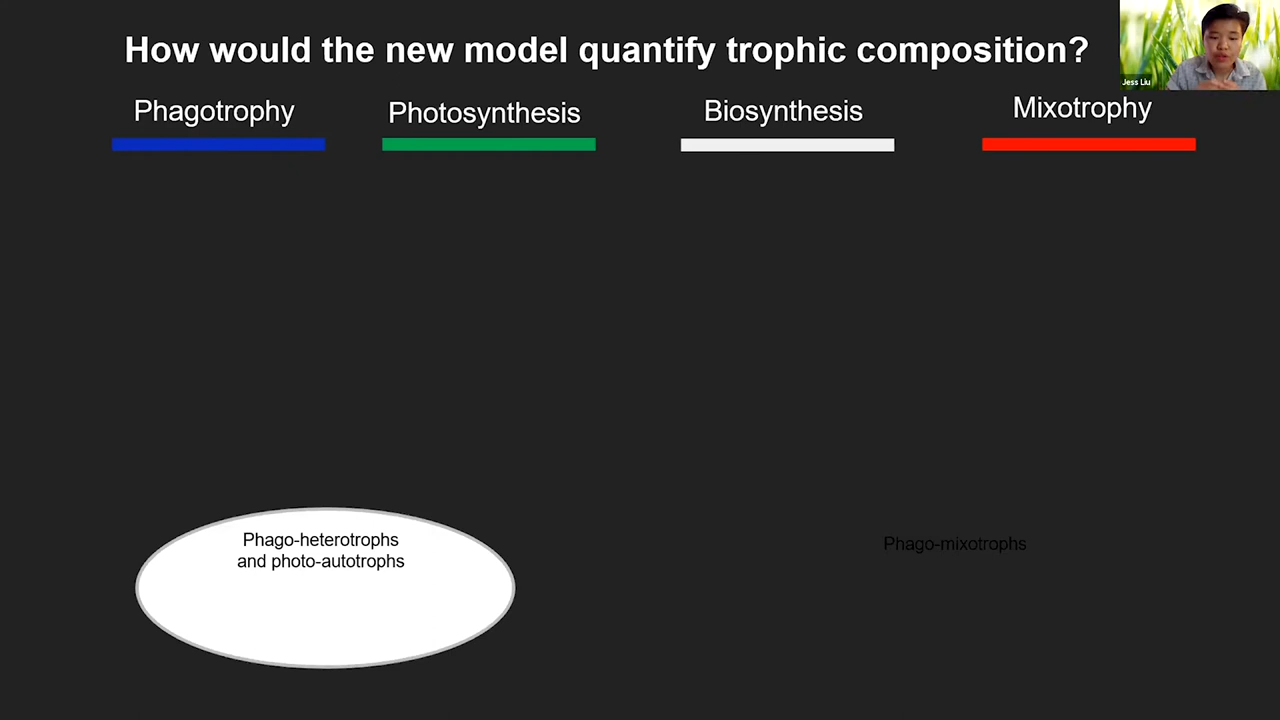 How would the new model quantify trophic composition?
Jess Liu
Phagotrophy
Photosynthesis
Biosynthesis
Mixotrophy
Phago-heterotrophs
and photo-autotrophs
Phago-mixotrophs